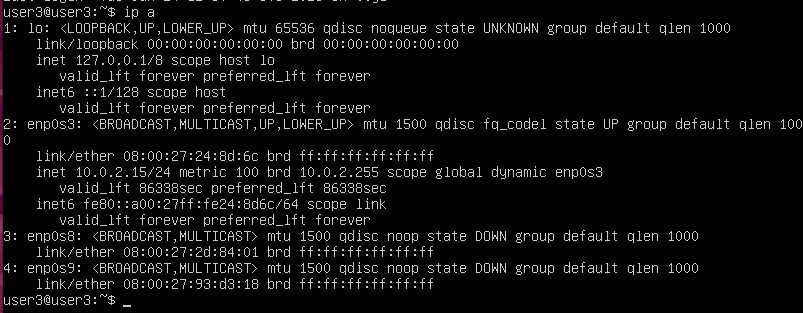 user3@user3:~$ ip a
1: lo: <LOOPBACK,UP,LOWER_UP> mtu 65536 qdisc noqueue state UNKNOWN group default qlen 1000
    link/loopback 00:00:00:00:00:00 brd 00:00:00:00:00:00
    inet 127.0.0.1/8 scope host lo
       valid_lft forever preferred_lft forever
    inet6 ::1/128 scope host
       valid_lft forever preferred_lft forever
2: enp0s3: <BROADCAST,MULTICAST,UP,LOWER_UP> mtu 1500 qdisc fq_codel state UP group default qlen 100
0
    link/ether 08:00:27:24:8d:6c brd ff:ff:ff:ff:ff:ff
    inet 10.0.2.15/24 metric 100 brd 10.0.2.255 scope global dynamic enp0s3
       valid_lft 86338sec preferred_lft 86338sec
    inet6 fe80::a00:27ff:fe24:8d6c/64 scope link
       valid_lft forever preferred_lft forever
3: enp0s8: <BROADCAST,MULTICAST> mtu 1500 qdisc noop state DOWN group default qlen 1000
    link/ether 08:00:27:2d:84:01 brd ff:ff:ff:ff:ff:ff
4: enp0s9: <BROADCAST,MULTICAST> mtu 1500 qdisc noop state DOWN group default qlen 1000
    link/ether 08:00:27:93:d3:18 brd ff:ff:ff:ff:ff:ff
user3@user3:~$ _